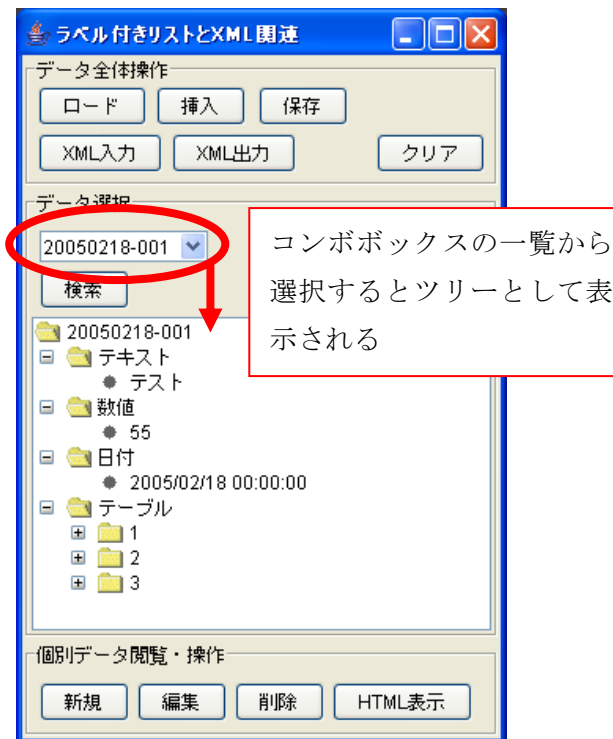 ラベル付きリストとXML関連
データ全体操作
ロード 挿入 保存
XML入力 XML出力 クリア
データ選択
20050218-001
検索
コンボボックスの一覧から
選択するとツリーとして表
示される
20050218-001
テキスト
テスト
数値
55
日付
2005/02/18 00:00:00
テーブル
1
2
3
個別データ閲覧・操作
新規 編集 削除 HTML表示